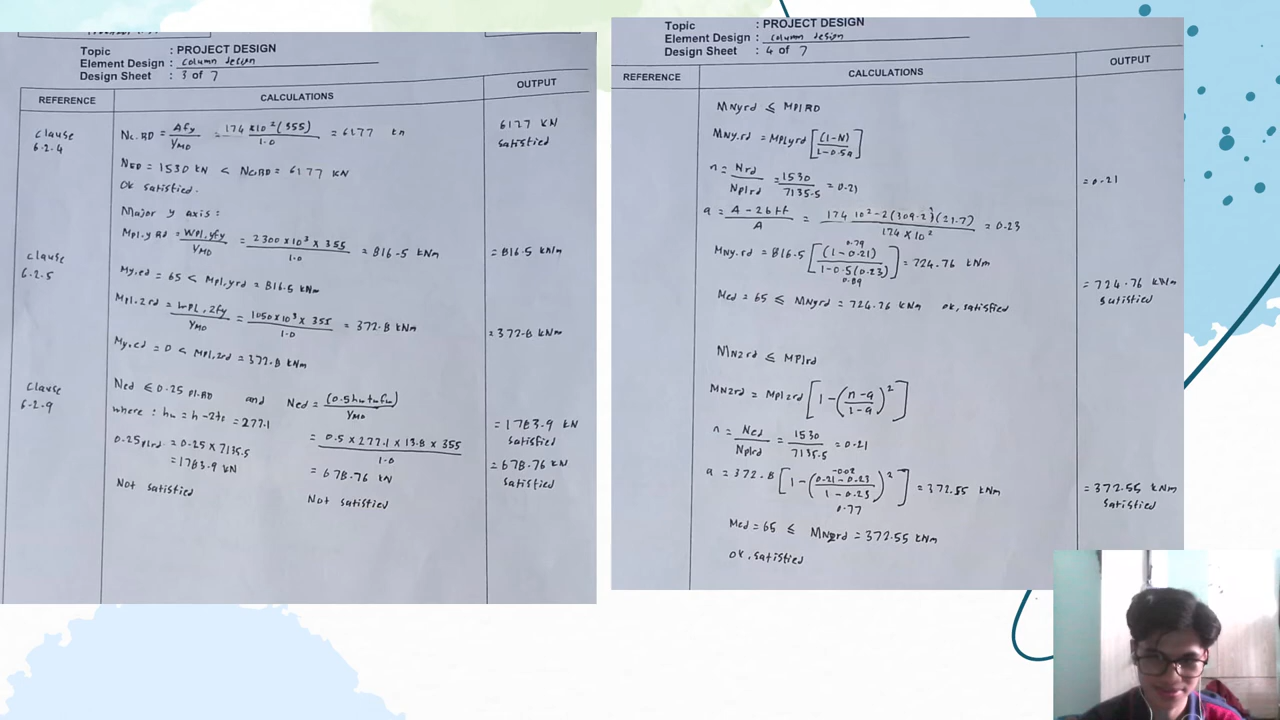 Topic : PROJECT DESIGN
Element Design : column design
Design Sheet : 3 of 7
REFERENCE CALCULATIONS OUTPUT
Clause 6.2.4
Nc.RD = Afy / γM0 = 174 x10² (355) / 1.0 = 6177 kn
6177 KN satisfied
NED = 1530 KN < Nc,RD = 6177 KN
Ok satisfied.
Major y axis :
Clause 6.2.5
Mpl.y Rd = Wpl.yfy / γM0 = 2300 x10³ x 355 / 1.0 = 816.5 kNm
= 816.5 kNm
My,ed = 65 < Mpl,yrd = 816.5 kNm
Mpl.zrd = WPL,zfy / γM0 = 1050x10³ x 355 / 1.0 = 372.8 kNm
= 372.8 kNm
My,ed = 0 < Mpl,zrd = 372.8 kNm
Clause 6.2.9
Ned ≤ 0.25 Pl.RD and Ned = (0.5hwtwfw) / γM0
where : hw = h - 2tf = 277.1
= 0.5 x 277.1 x 13.8 x 355 / 1.0
= 1783.9 KN satisfied
0.25Plrd = 0.25 x 7135.5
= 1783.9 KN
= 678.76 KN
= 678.76 KN satisfied
Not satisfied Not satisfied
Topic : PROJECT DESIGN
Element Design : column design
Design Sheet : 4 of 7
REFERENCE CALCULATIONS OUTPUT
MNyrd ≤ MPlRD
MNy.rd = MPLyrd [(1-N) / 1-0.5a]
n = Nrd / Nplrd = 1530 / 7135.5 = 0.21
= 0.21
a = A - 2btf / A = 174 10² - 2(309.2)(21.7) / 174 x 10² = 0.23
MNy.rd = 816.5 [(1-0.21) / 1-0.5(0.23)] = 724.76 kNm
0.79
0.89
= 724.76 KNm satisfied
Med = 65 ≤ MNyrd = 724.76 KNm ok, satisfied
MNzrd ≤ MPlrd
MNzrd = MPlzrd [1-(n-a / 1-a)²]
n = Ned / Nplrd = 1530 / 7135.5 = 0.21
a = 372.8 [1-(0.21-0.23 / 1-0.23)²] = 372.55 KNm
-0.02
0.77
= 372.55 KNm satisfied
Med = 65 ≤ MNzrd = 372.55 KNm
ok, satisfied